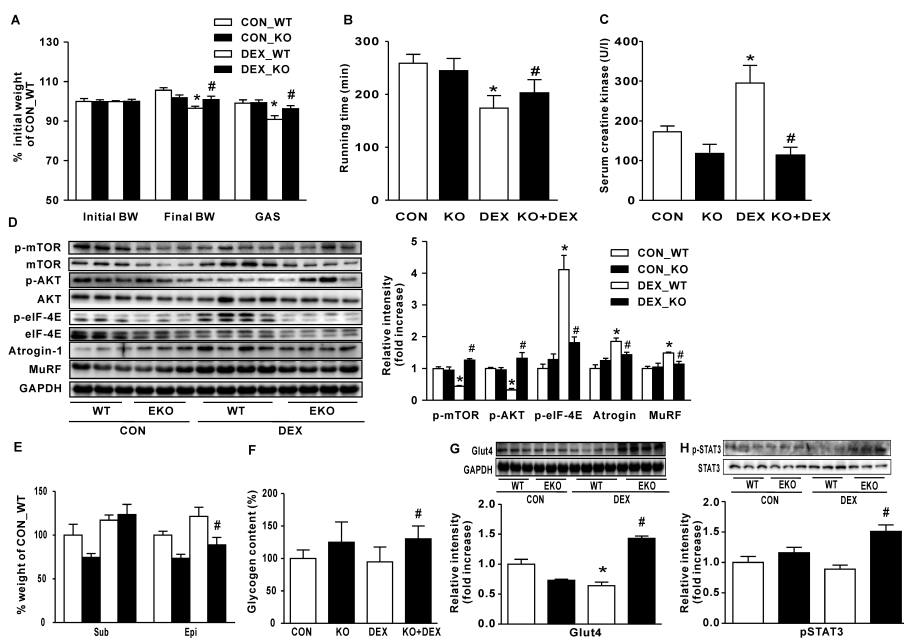 A
CON_WT
CON_KO
DEX_WT
DEX_KO
% initial weight
of CON_WT
130
110
90
70
50
* # * #
Initial BW Final BW GAS
B
Running time (min)
400
300
200
100
0
* #
CON KO DEX KO+DEX
C
Serum creatine kinase (U/l)
400
300
200
100
0
* #
CON KO DEX KO+DEX
D
p-mTOR
mTOR
p-AKT
AKT
p-eIF-4E
eIF-4E
Atrogin-1
MuRF
GAPDH
WT EKO WT EKO
CON DEX
Relative intensity
(fold increase)
5
4
3
2
1
0
CON_WT
CON_KO
DEX_WT
DEX_KO
* # * # * # * # * #
p-mTOR p-AKT p-eIF-4E Atrogin MuRF
E
% weight of CON_WT
150
100
50
0
#
Sub Epi
F
Glycogen content (%)
200
150
100
50
0
#
CON KO DEX KO+DEX
G
Glut4
GAPDH
WT EKO WT EKO
CON DEX
Relative intensity
(fold increase)
2.0
1.5
1.0
0.5
0.0
* #
Glut4
H
p-STAT3
STAT3
WT EKO WT EKO
CON DEX
Relative intensity
(fold increase)
2.0
1.5
1.0
0.5
0.0
#
pSTAT3